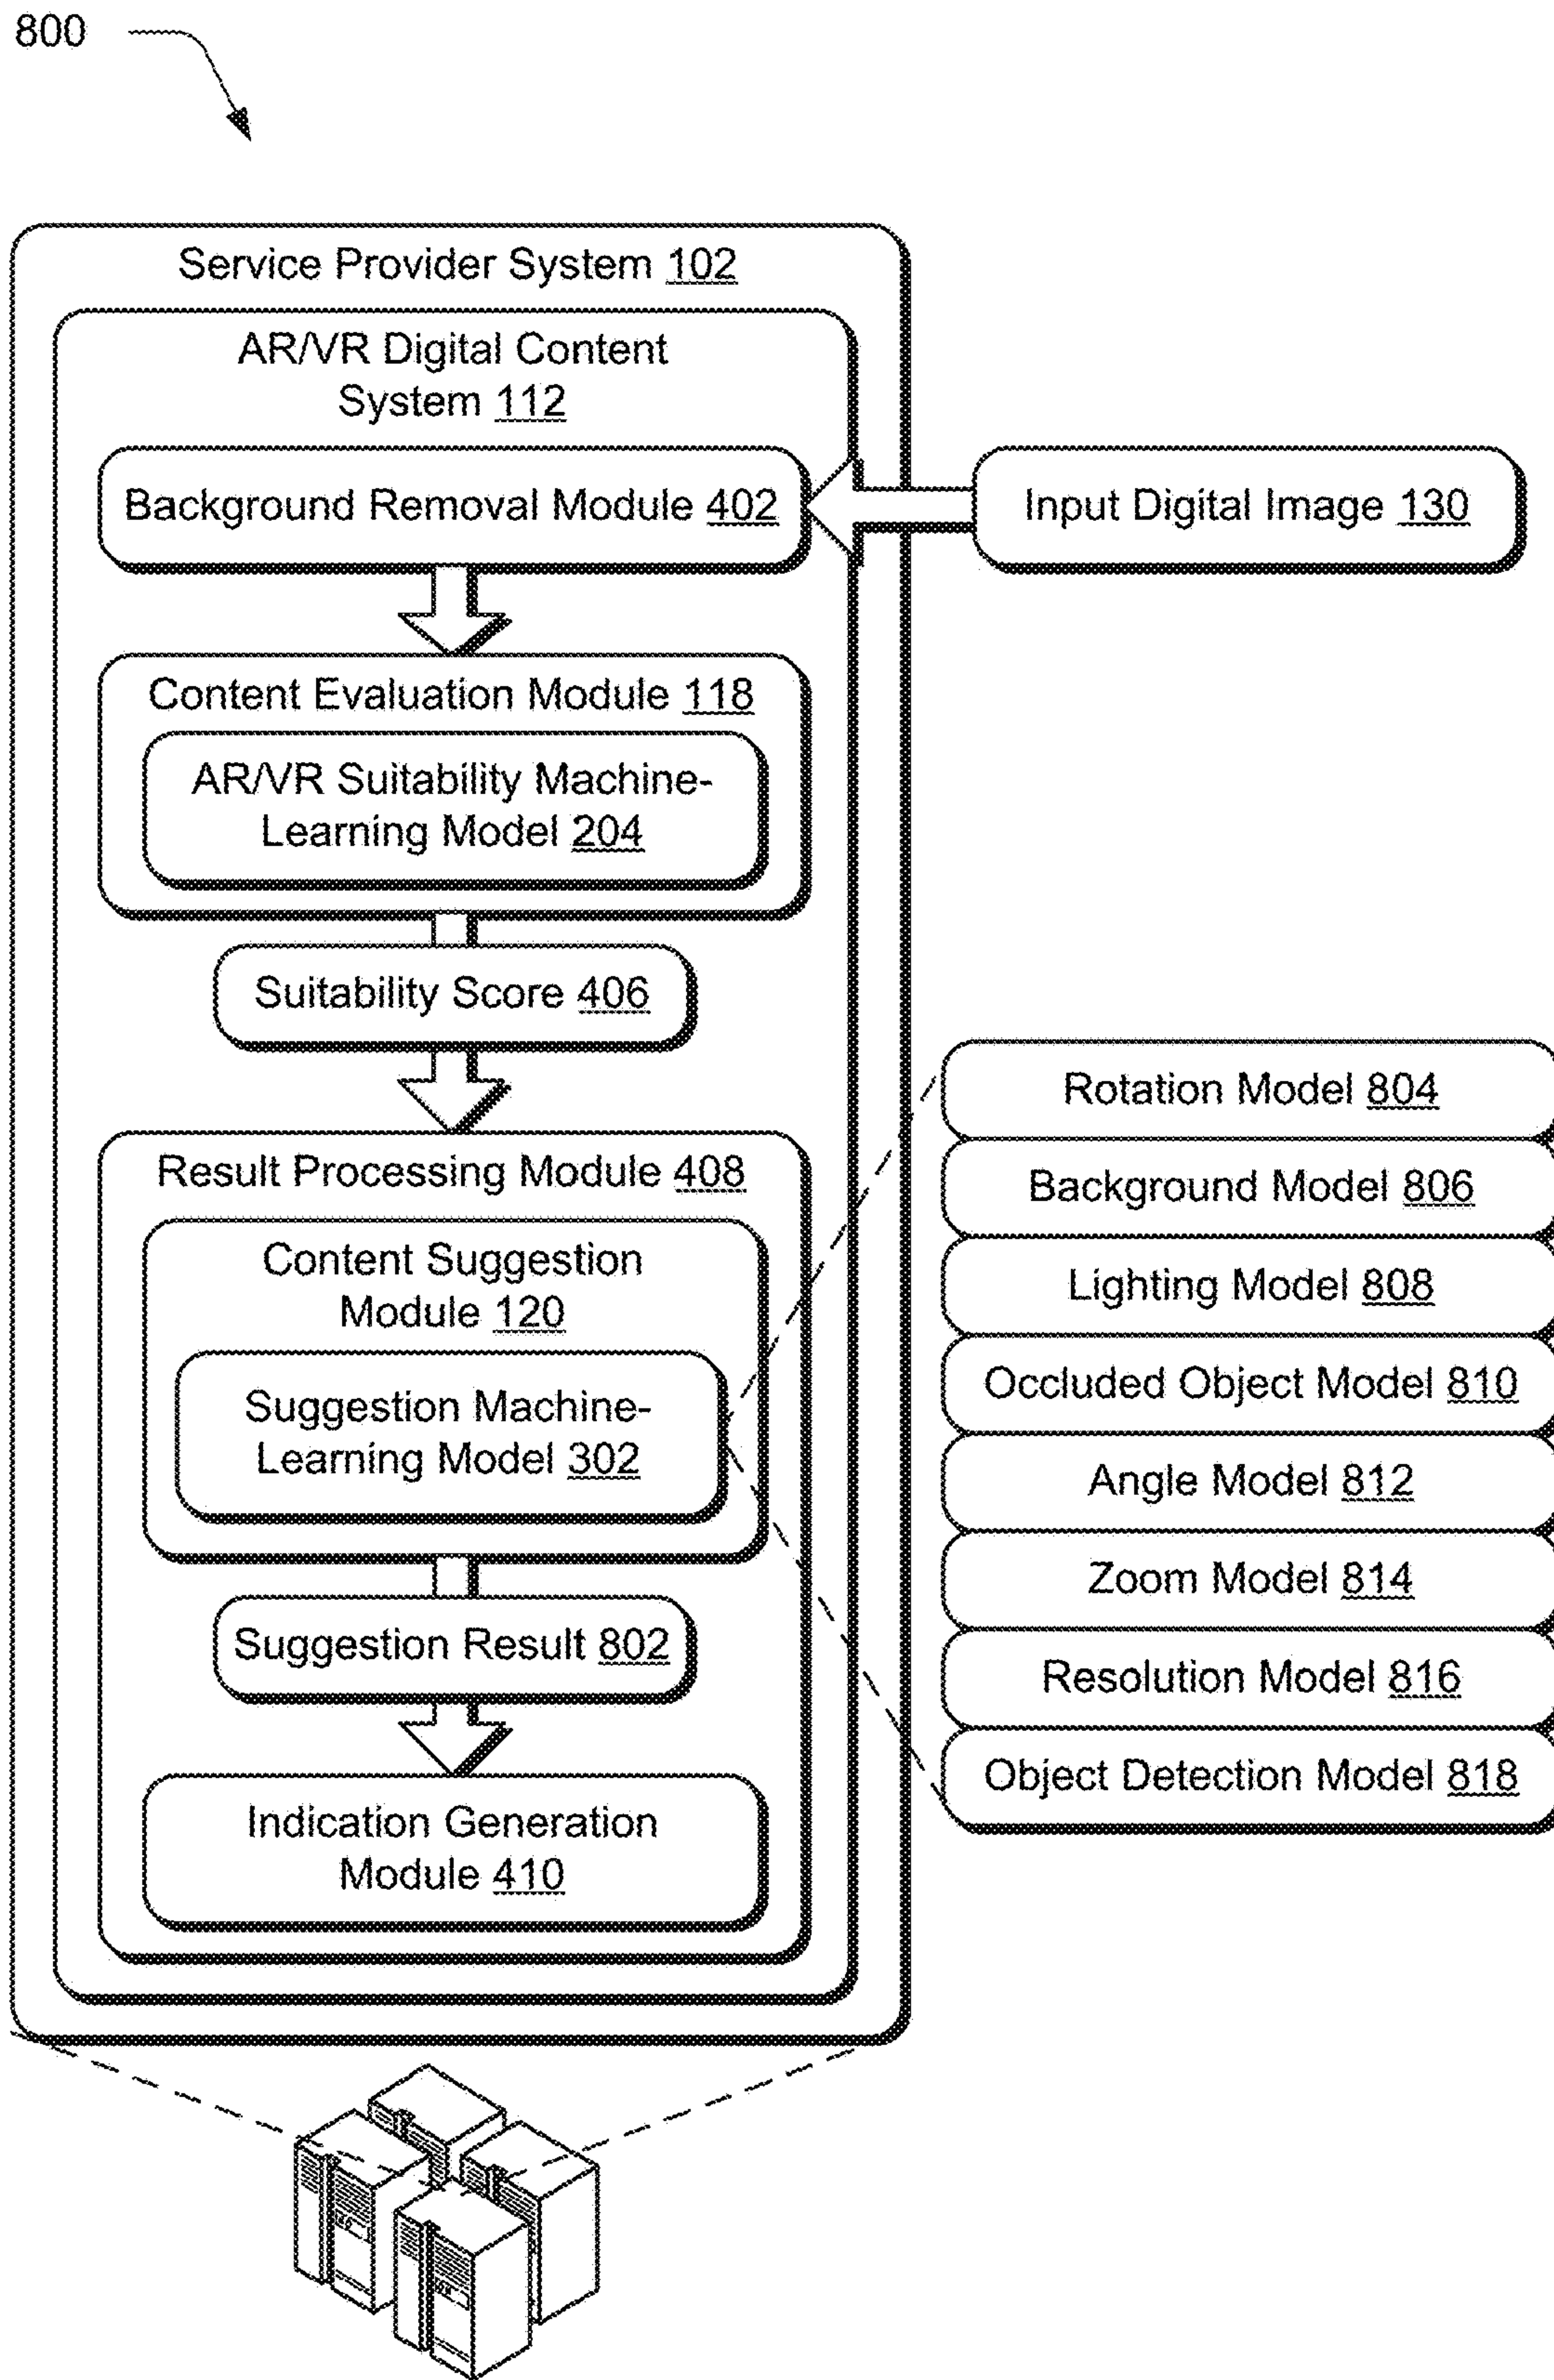 800
Service Provider System 102
AR/VR Digital Content
System 112
Background Removal Module 402
Input Digital Image 130
Content Evaluation Module 118
AR/VR Suitability Machine-
Learning Model 204
Suitability Score 406
Result Processing Module 408
Content Suggestion
Module 120
Suggestion Machine-
Learning Model 302
Suggestion Result 802
Indication Generation
Module 410
Rotation Model 804
Background Model 806
Lighting Model 808
Occluded Object Model 810
Angle Model 812
Zoom Model 814
Resolution Model 816
Object Detection Model 818